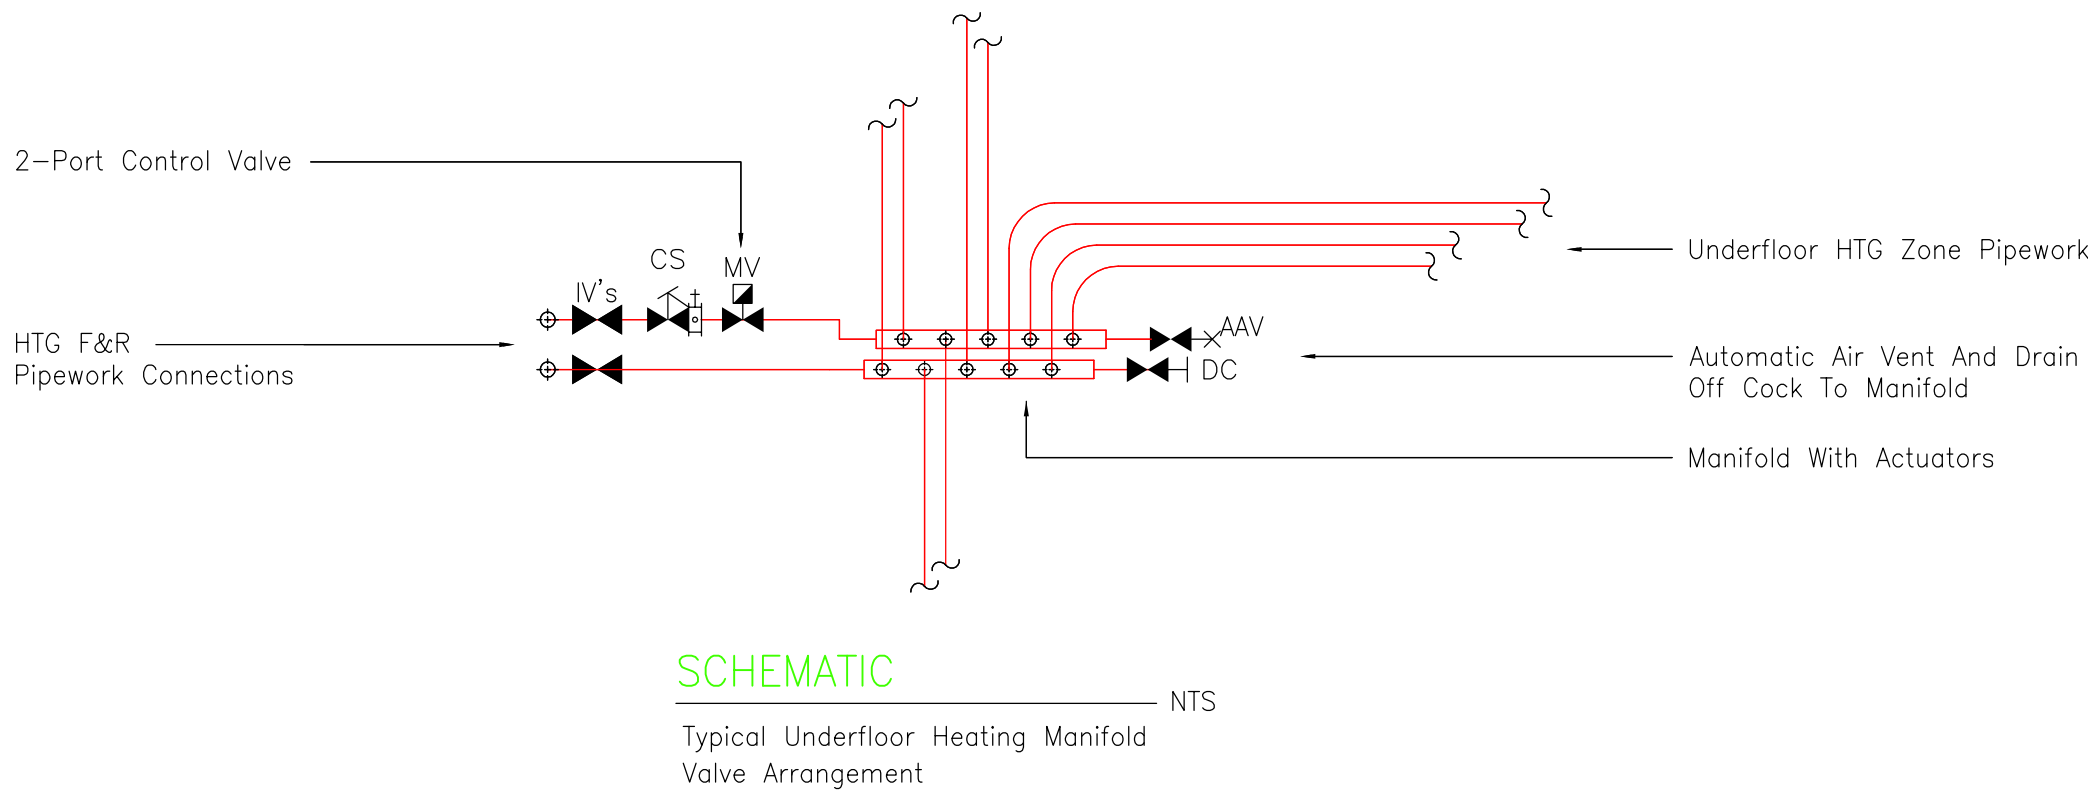 2-Port Control Valve
CS
MV
IV's
Underfloor HTG Zone Pipework
HTG F&R
Pipework Connections
AAV
DC
Automatic Air Vent And Drain
Off Cock To Manifold
Manifold With Actuators
SCHEMATIC
NTS
Typical Underfloor Heating Manifold
Valve Arrangement